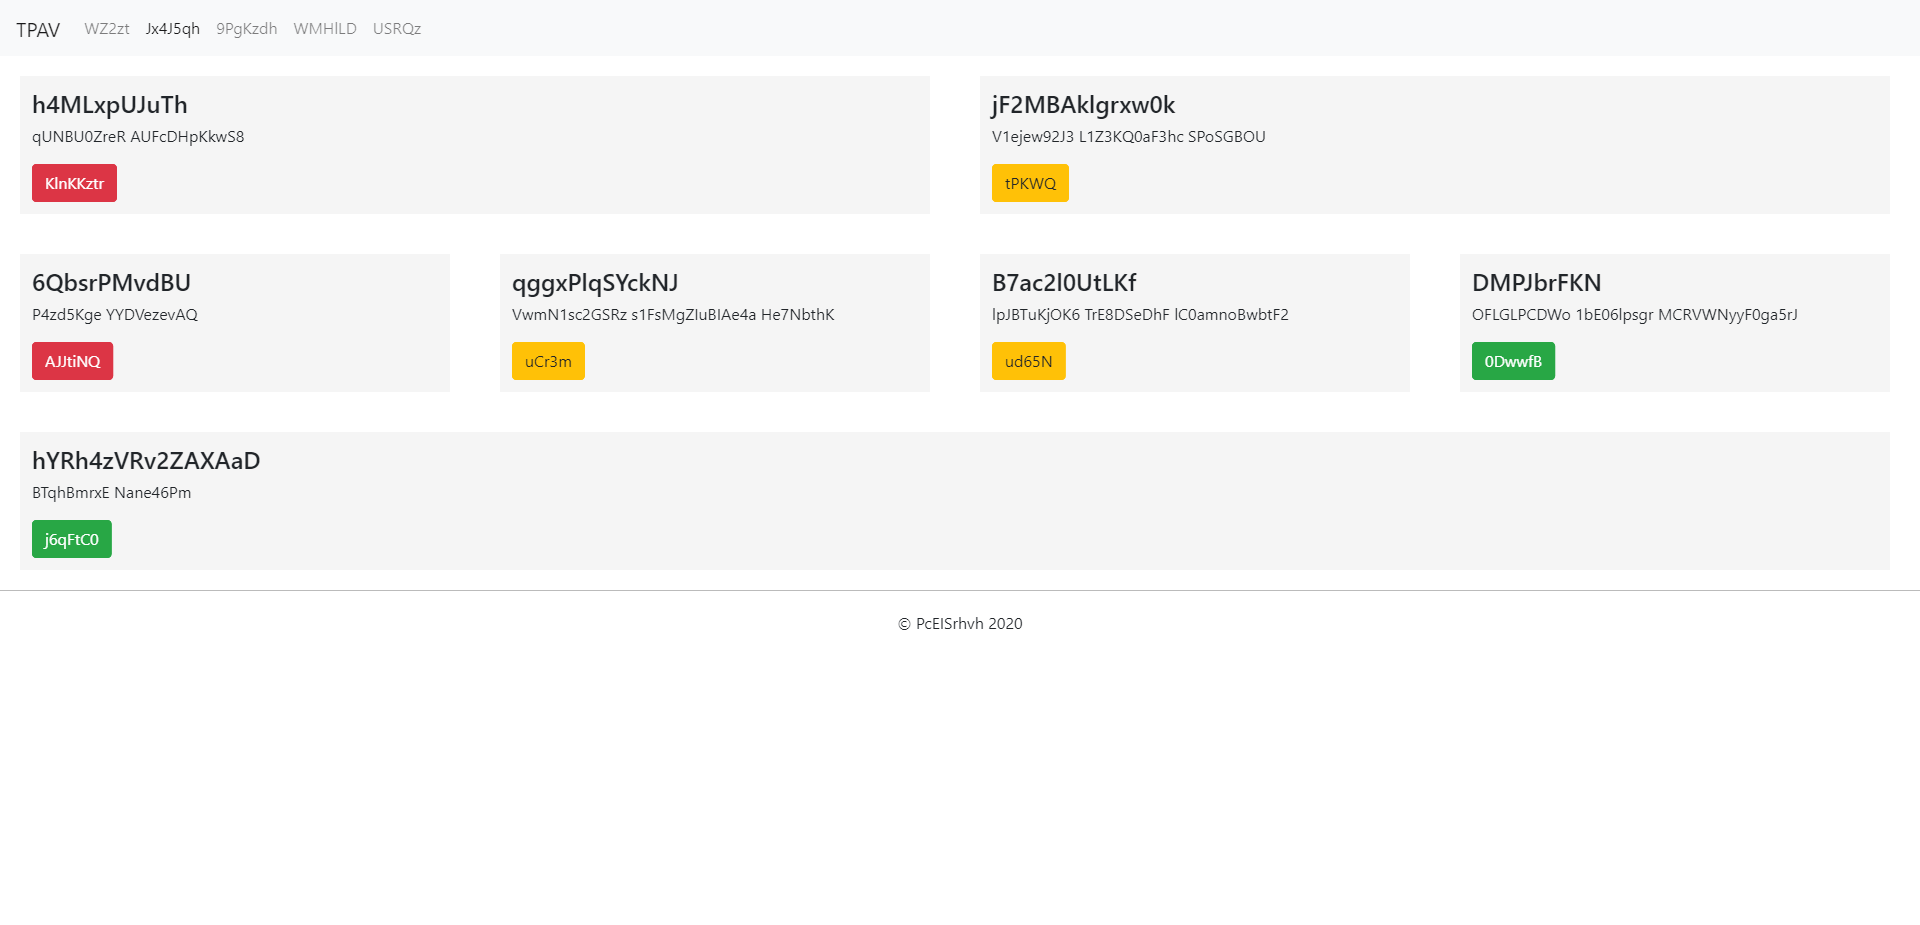 TPAV WZ2zt Jx4J5qh 9PgKzdh WMHlLD USRQz
h4MLxpUJuTh
qUNBU0ZreR AUFcDHpKkwS8
KlnKKztr
jF2MBAklgrxw0k
V1ejew92J3 L1Z3KQ0aF3hc SPoSGBOU
tPKWQ
6QbsrPMvdBU
P4zd5Kge YYDVezevAQ
AJJtiNQ
qggxPlqSYckNJ
VwmN1sc2GSRz s1FsMgZIuBIAe4a He7NbthK
uCr3m
B7ac2l0UtLKf
lpJBTuKjOK6 TrE8DSeDhF lC0amnoBwbtF2
ud65N
DMPJbrFKN
OFLGLPCDWo 1bE06lpsgr MCRVWNyyF0ga5rJ
0DwwfB
hYRh4zVRv2ZAXAaD
BTqhBmrxE Nane46Pm
j6qFtC0
© PcEISrhvh 2020